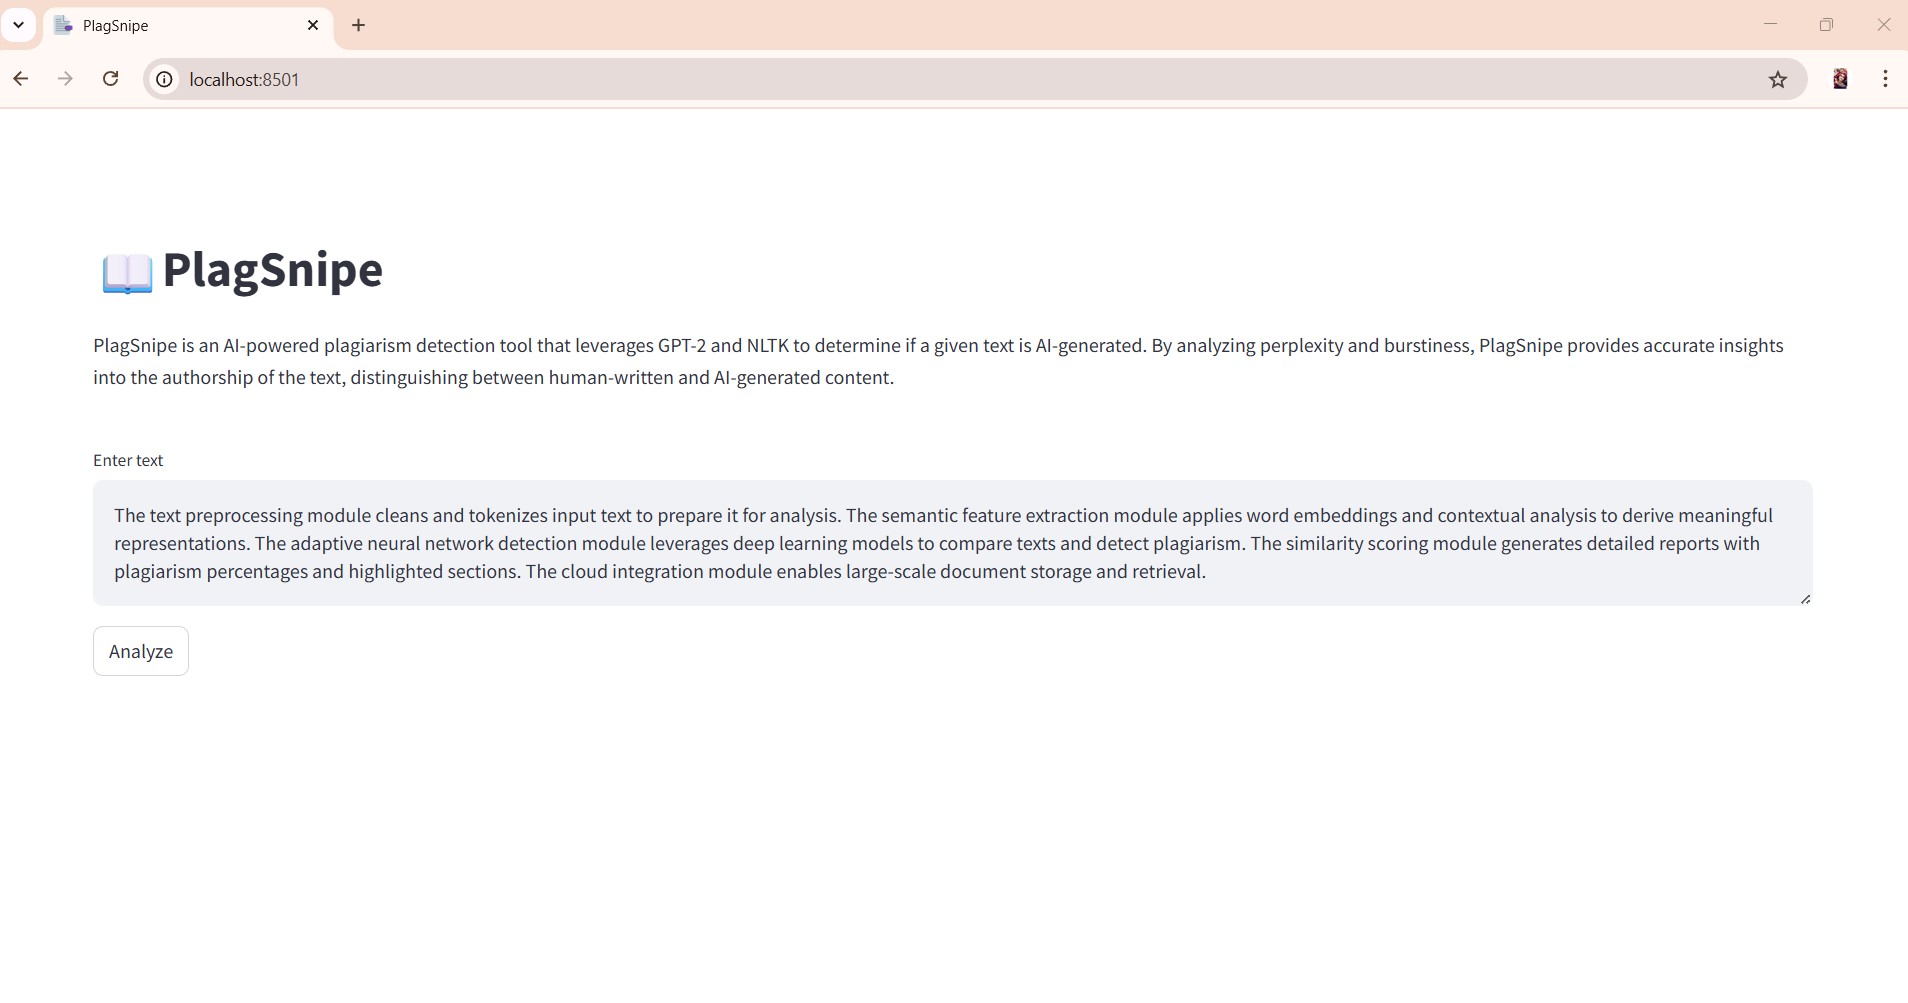 PlagSnipe
localhost:8501
PlagSnipe
PlagSnipe is an AI-powered plagiarism detection tool that leverages GPT-2 and NLTK to determine if a given text is AI-generated. By analyzing perplexity and burstiness, PlagSnipe provides accurate insights
into the authorship of the text, distinguishing between human-written and AI-generated content.
Enter text
The text preprocessing module cleans and tokenizes input text to prepare it for analysis. The semantic feature extraction module applies word embeddings and contextual analysis to derive meaningful
representations. The adaptive neural network detection module leverages deep learning models to compare texts and detect plagiarism. The similarity scoring module generates detailed reports with
plagiarism percentages and highlighted sections. The cloud integration module enables large-scale document storage and retrieval.
Analyze